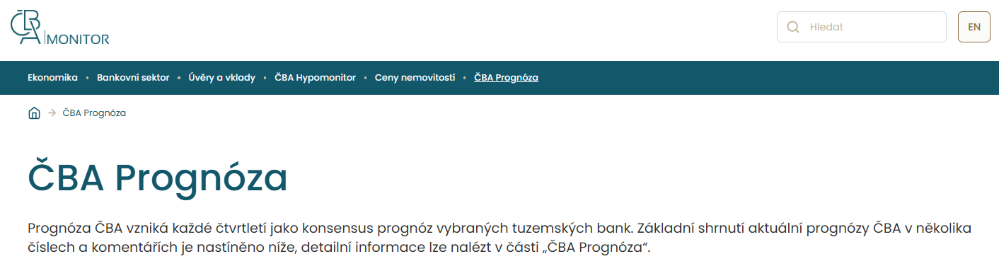 ČBA MONITOR
Hledat
EN
Ekonomika • Bankovní sektor • Úvěry a vklady • ČBA Hypomonitor • Ceny nemovitostí • ČBA Prognóza
→ ČBA Prognóza
ČBA Prognóza
Prognóza ČBA vzniká každé čtvrtletí jako konsensus prognóz vybraných tuzemských bank. Základní shrnutí aktuální prognózy ČBA v několika
číslech a komentářích je nastíněno níže, detailní informace lze nalézt v části „ČBA Prognóza“.